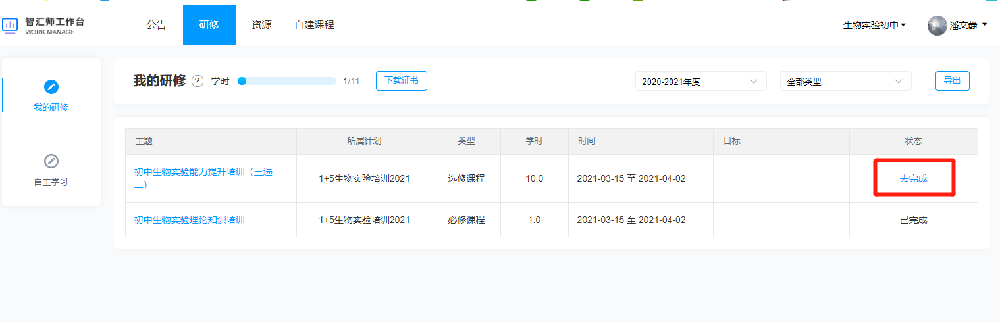 智汇师工作台
WORK MANAGE
公告
研修
资源
自建课程
生物实验初中
潘文静
我的研修
自主学习
我的研修 ? 学时 1/11 下载证书
2020-2021年度
全部类型
导出
主题 所属计划 类型 学时 时间 目标 状态
初中生物实验能力提升培训（三选
二）
1+5生物实验培训2021 选修课程 10.0 2021-03-15 至 2021-04-02 去完成
初中生物实验理论知识培训 1+5生物实验培训2021 必修课程 1.0 2021-03-15 至 2021-04-02 已完成